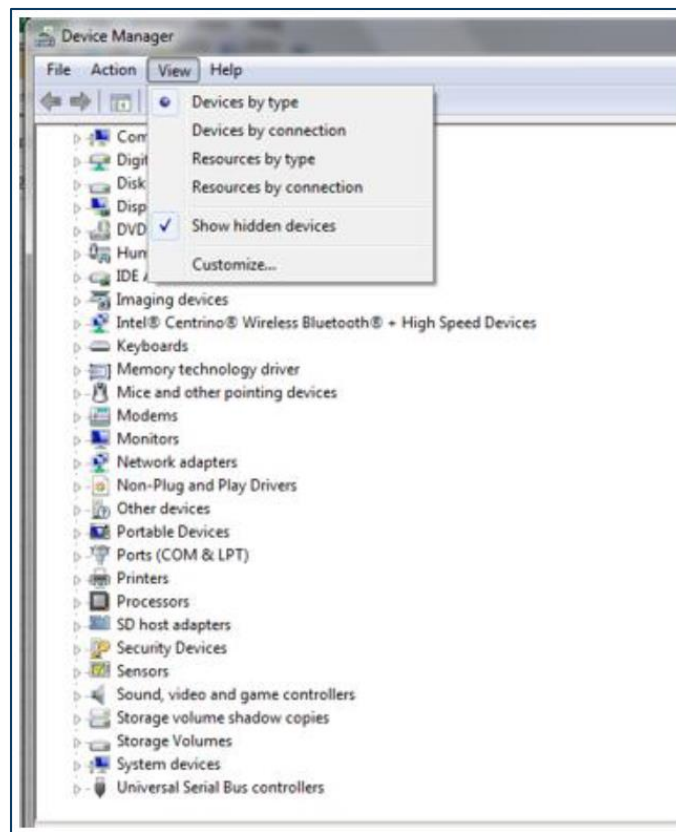 Device Manager
File Action View Help
Devices by type
Devices by connection
Resources by type
Resources by connection
Show hidden devices
Customize...
Com
Digit
Disk
Disp
DVD
Hum
IDE A
Imaging devices
Intel® Centrino® Wireless Bluetooth® + High Speed Devices
Keyboards
Memory technology driver
Mice and other pointing devices
Modems
Monitors
Network adapters
Non-Plug and Play Drivers
Other devices
Portable Devices
Ports (COM & LPT)
Printers
Processors
SD host adapters
Security Devices
Sensors
Sound, video and game controllers
Storage volume shadow copies
Storage Volumes
System devices
Universal Serial Bus controllers